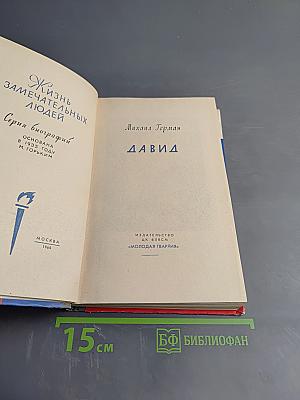 Жизнь
ЗАМЕЧАТЕЛЬНЫХ
ЛЮДЕЙ
Серия биографий
ОСНОВАНА
В 1933 ГОДУ
М. ГОРЬКИМ
МОСКВА
1964
Михаил Герман
ДАВИД
ИЗДАТЕЛЬСТВО
ЦК ВЛКСМ
«МОЛОДАЯ ГВАРДИЯ»
15 см
БФ БИБЛИОФАН